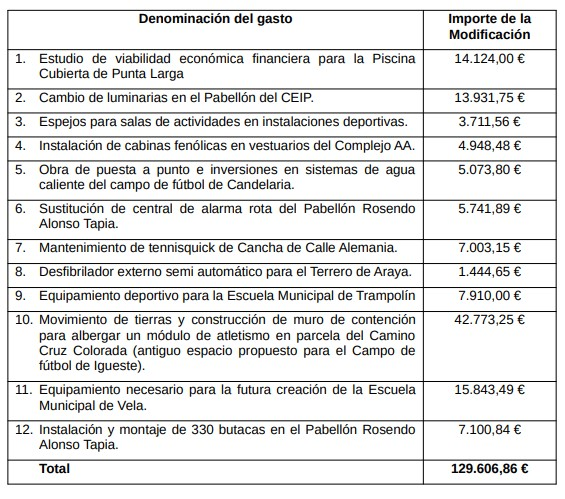 Denominación del gasto Importe de la
Modificación
1. Estudio de viabilidad económica financiera para la Piscina 14.124,00 €
Cubierta de Punta Larga
2. Cambio de luminarias en el Pabellón del CEIP. 13.931,75 €
3. Espejos para salas de actividades en instalaciones deportivas. 3.711,56 €
4. Instalación de cabinas fenólicas en vestuarios del Complejo AA. 4.948,48 €
5. Obra de puesta a punto e inversiones en sistemas de agua 5.073,80 €
caliente del campo de fútbol de Candelaria.
6. Sustitución de central de alarma rota del Pabellón Rosendo 5.741,89 €
Alonso Tapia.
7. Mantenimiento de tennisquick de Cancha de Calle Alemania. 7.003,15 €
8. Desfibrilador externo semi automático para el Terrero de Araya. 1.444,65 €
9. Equipamiento deportivo para la Escuela Municipal de Trampolín 7.910,00 €
10. Movimiento de tierras y construcción de muro de contención 42.773,25 €
para albergar un módulo de atletismo en parcela del Camino
Cruz Colorada (antiguo espacio propuesto para el Campo de
fútbol de Igueste).
11. Equipamiento necesario para la futura creación de la Escuela 15.843,49 €
Municipal de Vela.
12. Instalación y montaje de 330 butacas en el Pabellón Rosendo 7.100,84 €
Alonso Tapia.
Total 129.606,86 €